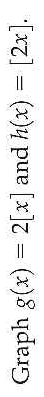 Graph g(x) = 2[x] and h(x) = [2x].